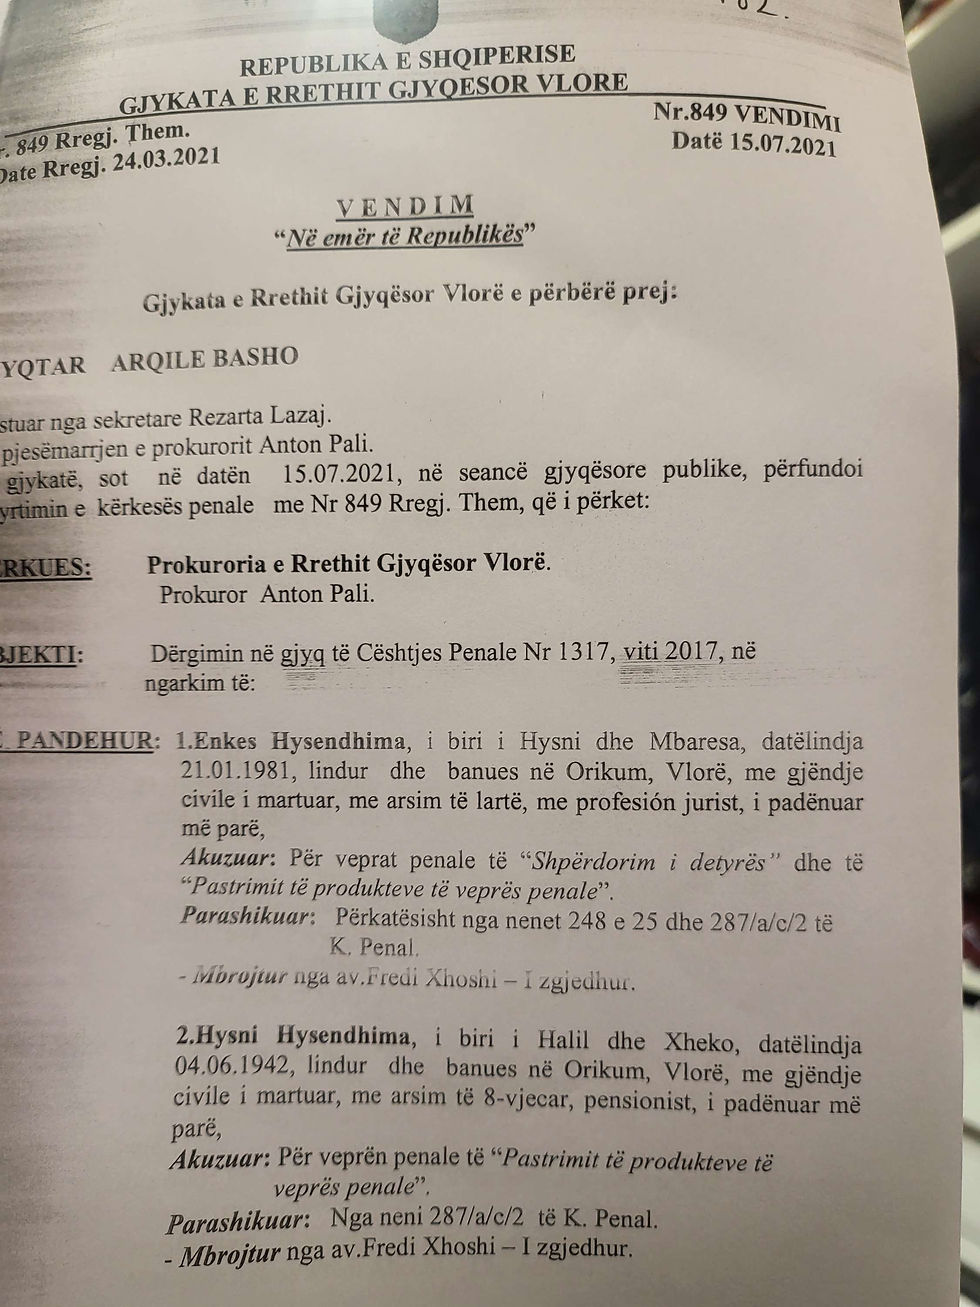 REPUBLIKA E SHQIPERISE
GJYKATA E RRETHIT GJYQESOR VLORE
849 Rregj. Them.
Nr.849 VENDIMI
Date Rregj. 24.03.2021
Datë 15.07.2021
V E N D I M
“Në emër të Republikës”
Gjykata e Rrethit Gjyqësor Vlorë e përbërë prej:
YQTAR ARQILE BASHO
stuar nga sekretare Rezarta Lazaj.
pjesëmarrjen e prokurorit Anton Pali.
gjykatë, sot në datën 15.07.2021, në seancë gjyqësore publike, përfundoi
yrtimin e kërkesës penale me Nr 849 Rregj. Them, që i përket:
ËRKUES: Prokuroria e Rrethit Gjyqësor Vlorë.
Prokuror Anton Pali.
BJEKTI: Dërgimin në gjyq të Cështjes Penale Nr 1317, viti 2017, në
ngarkim të:
PANDEHUR: 1.Enkes Hysendhima, i biri i Hysni dhe Mbaresa, datëlindja
21.01.1981, lindur dhe banues në Orikum, Vlorë, me gjëndje
civile i martuar, me arsim të lartë, me profesión jurist, i padënuar
më parë,
Akuzuar: Për veprat penale të “Shpërdorim i detyrës” dhe të
“Pastrimit të produkteve të veprës penale”.
Parashikuar: Përkatësisht nga nenet 248 e 25 dhe 287/a/c/2 të
K. Penal.
- Mbrojtur nga av.Fredi Xhoshi – I zgjedhur.
2.Hysni Hysendhima, i biri i Halil dhe Xheko, datëlindja
04.06.1942, lindur dhe banues në Orikum, Vlorë, me gjëndje
civile i martuar, me arsim të 8-vjecar, pensionist, i padënuar më
parë,
Akuzuar: Për veprën penale të “Pastrimit të produkteve të
veprës penale”.
Parashikuar: Nga neni 287/a/c/2 të K. Penal.
- Mbrojtur nga av.Fredi Xhoshi – I zgjedhur.